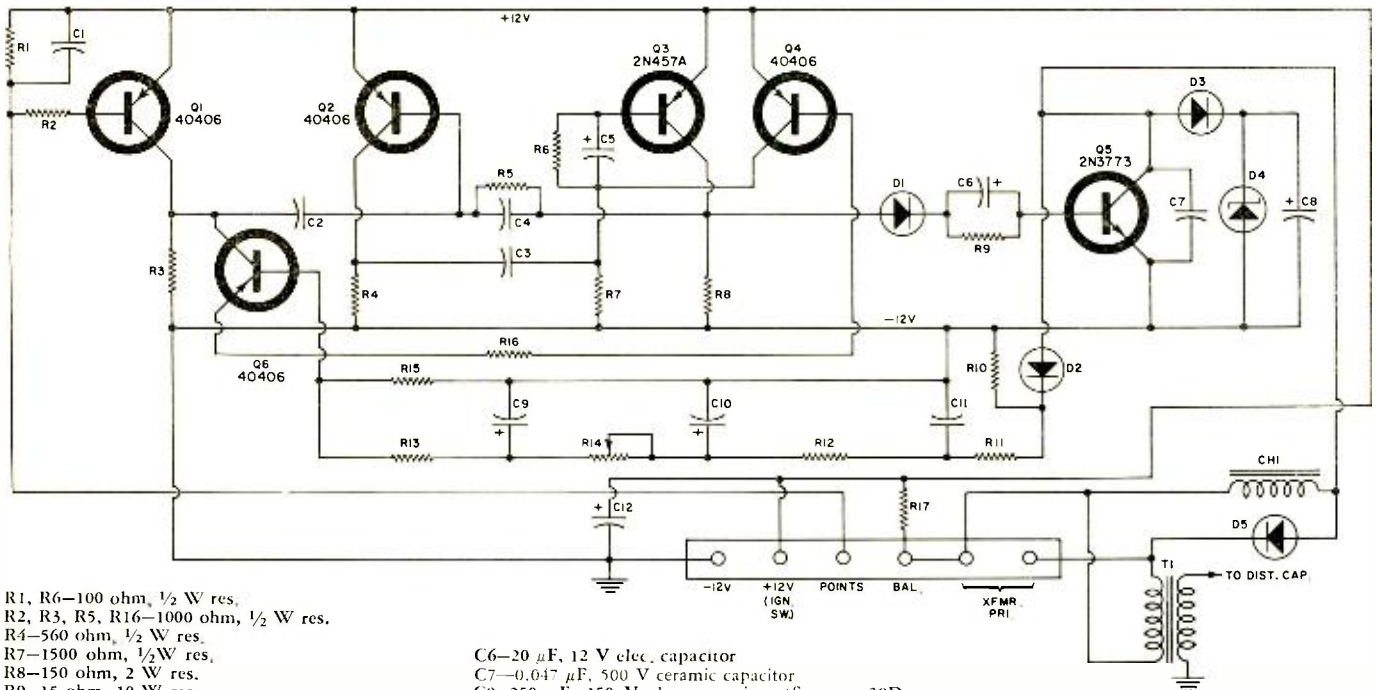 +12V
R1
C1
R2
Q1
40406
Q2
40406
Q3
2N457A
Q4
40406
R6
+
C5
R5
C4
C2
C3
R3
R4
R7
R8
D1
C6
+
R9
Q5
2N3773
C7
D3
D4
+
C8
-12V
Q6
40406
R16
R15
C9
+
C10
+
C11
R10
D2
R13
R14
R12
R11
CH1
+
C12
R17
D5
T1
TO DIST. CAP.
-12V
+12V
(IGN.
SW.)
POINTS
BAL.
XFMR.
PRI.
R1, R6—100 ohm, 1/2 W res.
R2, R3, R5, R16—1000 ohm, 1/2 W res.
R4—560 ohm, 1/2 W res.
R7—1500 ohm, 1/2W res.
R8—150 ohm, 2 W res.
C6—20 μF, 12 V elec. capacitor
C7—0.047 μF, 500 V ceramic capacitor